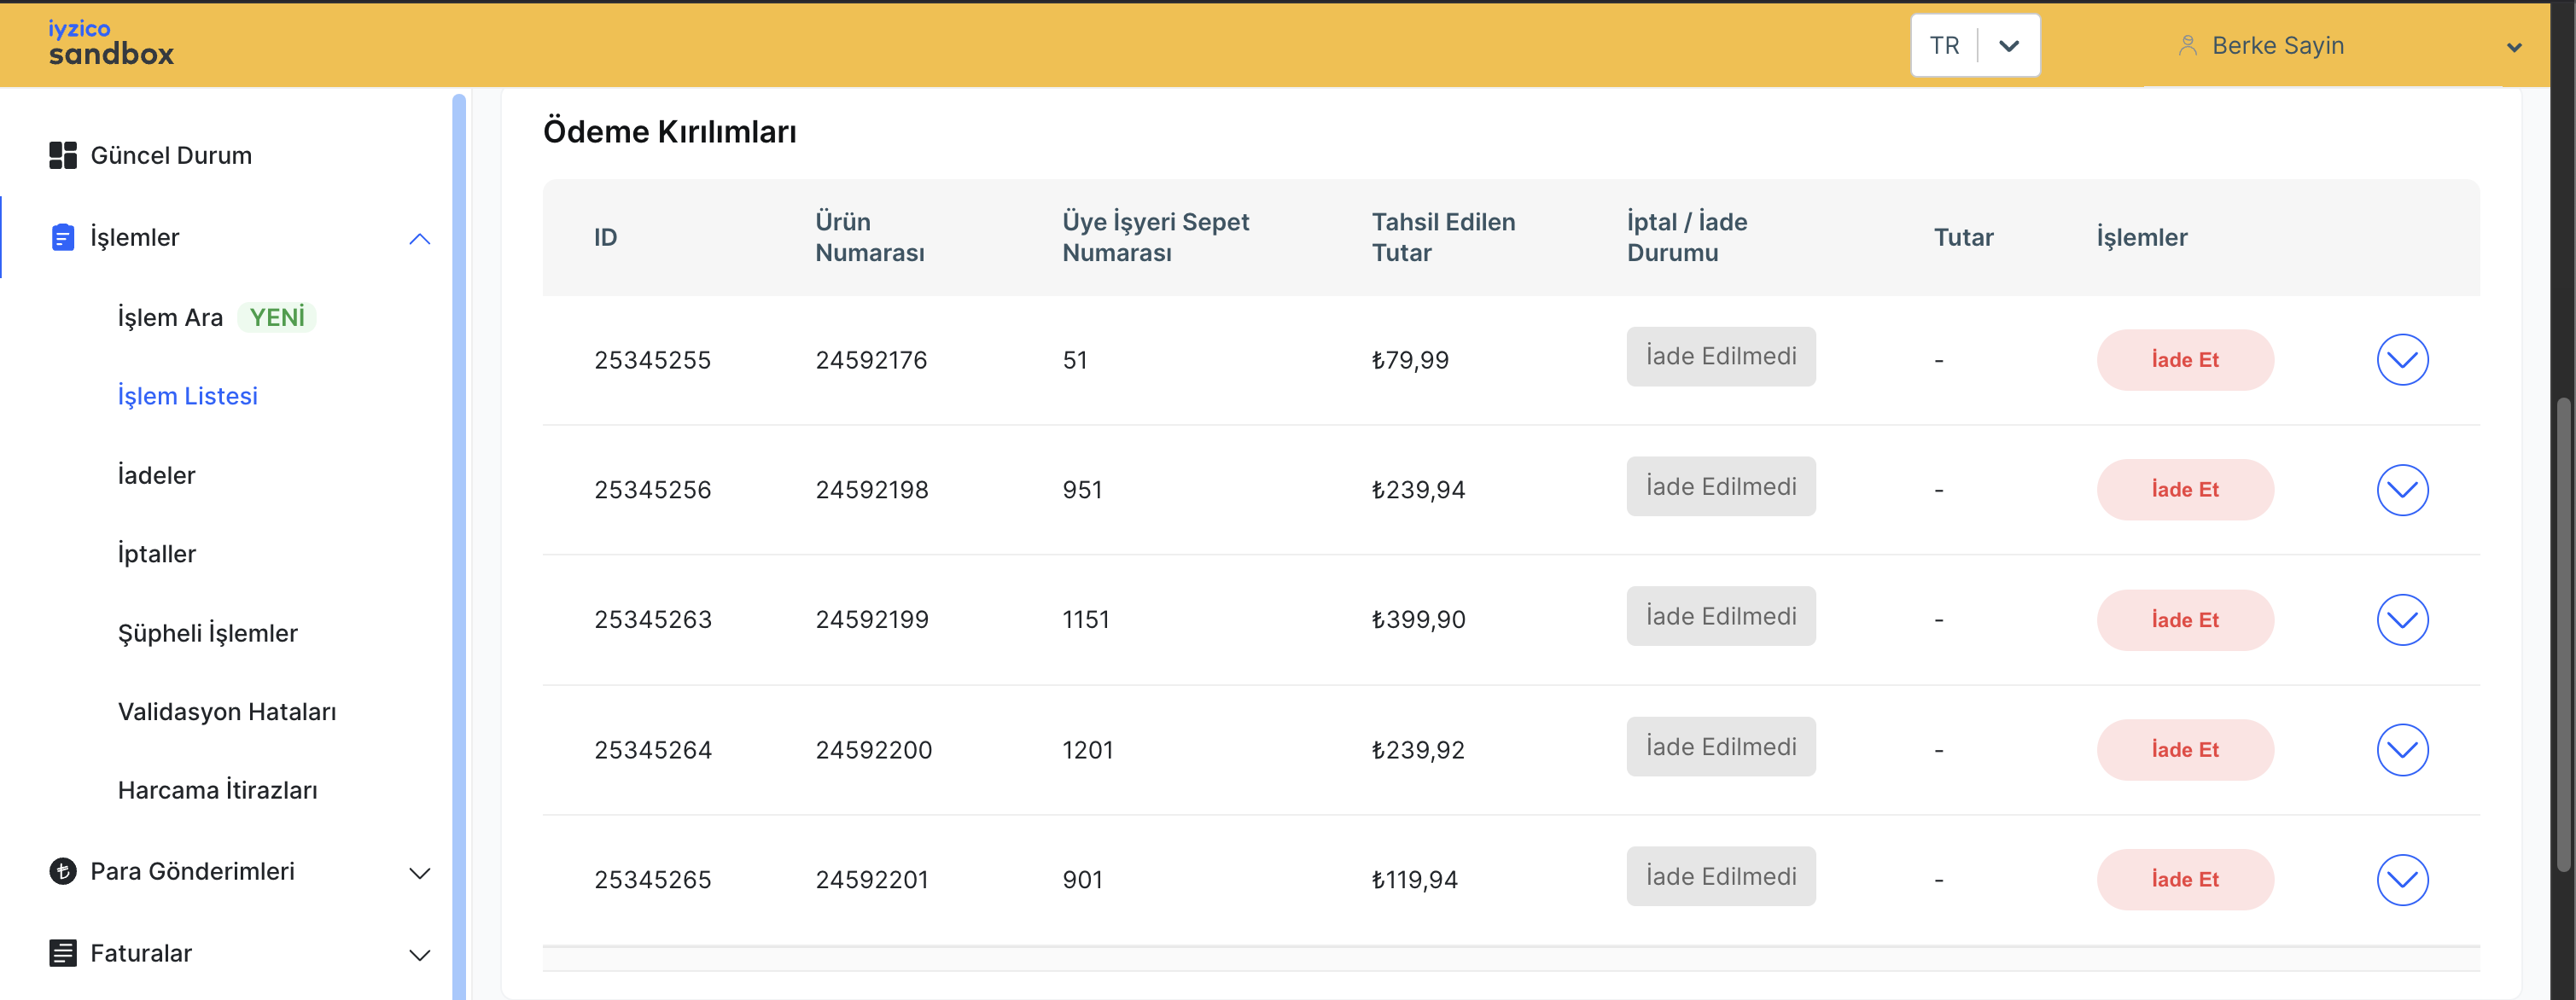 iyzico
sandbox
TR
Berke Sayin
Güncel Durum
İşlemler
İşlem Ara YENİ
İşlem Listesi
İadeler
İptaller
Şüpheli İşlemler
Validasyon Hataları
Harcama İtirazları
Para Gönderimleri
Faturalar
Ödeme Kırılımları
ID
Ürün
Numarası
Üye İşyeri Sepet
Numarası
Tahsil Edilen
Tutar
İptal / İade
Durumu
Tutar
İşlemler
25345255 24592176 51 ₺79,99 İade Edilmedi - İade Et
25345256 24592198 951 ₺239,94 İade Edilmedi - İade Et
25345263 24592199 1151 ₺399,90 İade Edilmedi - İade Et
25345264 24592200 1201 ₺239,92 İade Edilmedi - İade Et
25345265 24592201 901 ₺119,94 İade Edilmedi - İade Et